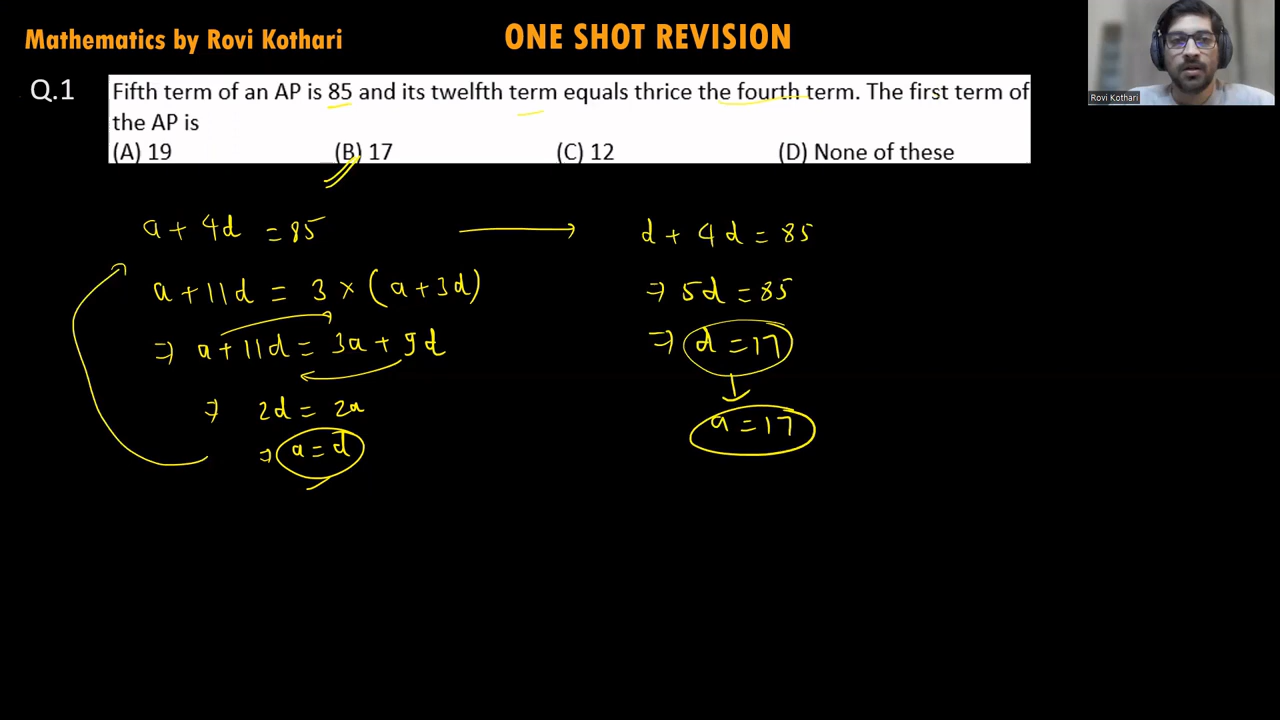 Mathematics by Rovi Kothari
ONE SHOT REVISION
Rovi Kothari
Q.1
Fifth term of an AP is 85 and its twelfth term equals thrice the fourth term. The first term of
the AP is
(A) 19 (B) 17 (C) 12 (D) None of these
a + 4d = 85
a + 11d = 3 × (a + 3d)
⇒ a + 11d = 3a + 9d
⇒ 2d = 2a
⇒ a = d
d + 4d = 85
⇒ 5d = 85
⇒ d = 17
a = 17